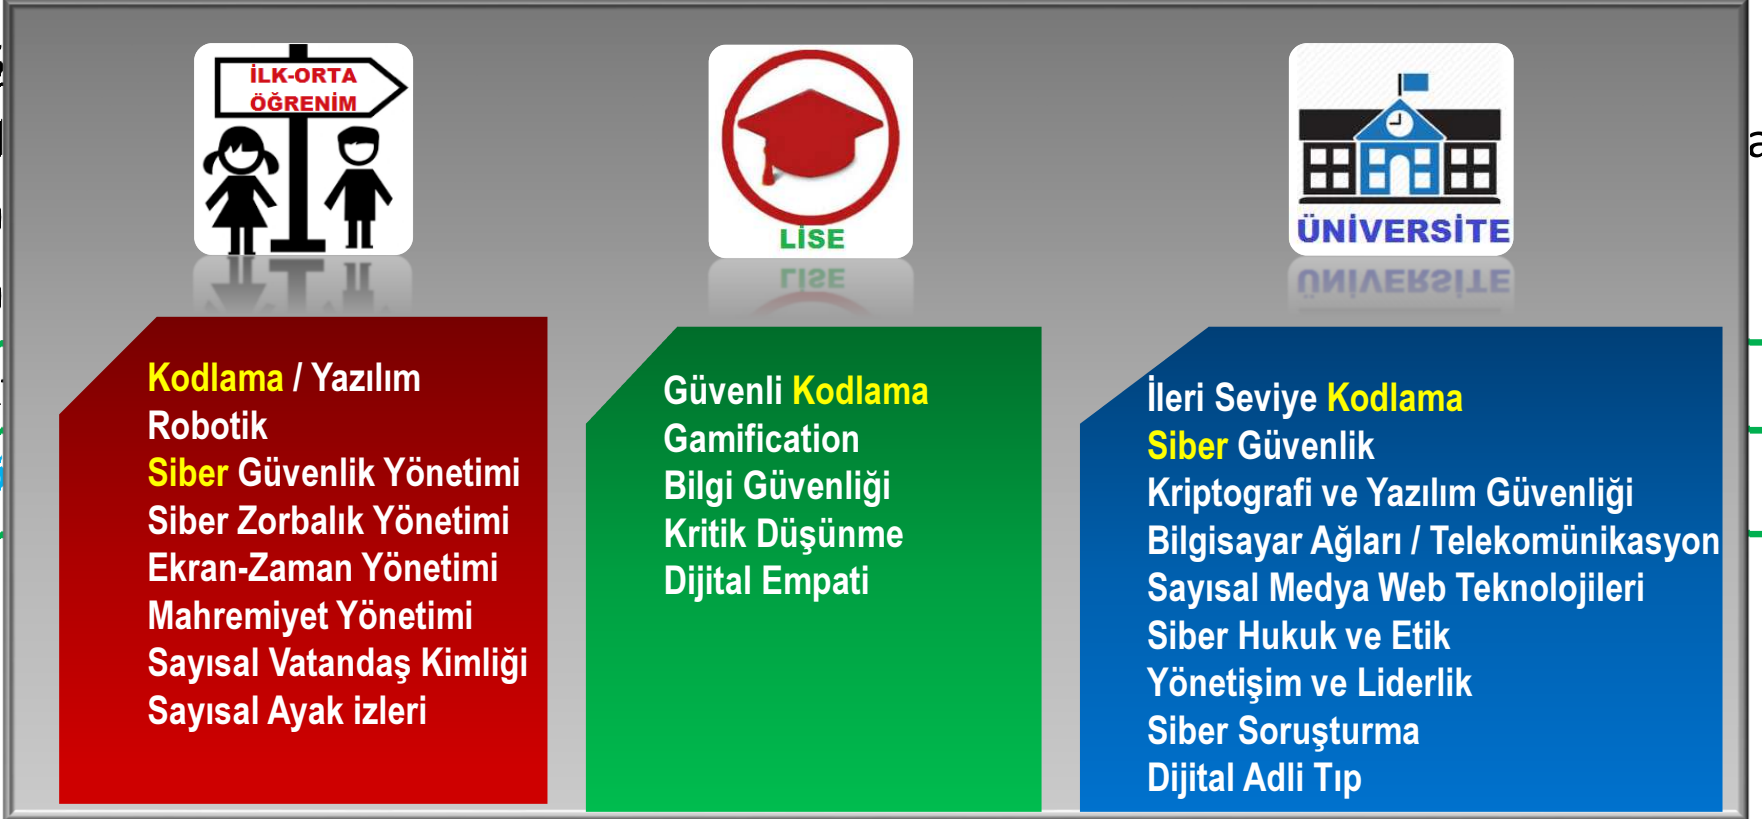 İLK-ORTA
ÖĞRENİM
LİSE
ÜNİVERSİTE
Kodlama / Yazılım
Robotik
Siber Güvenlik Yönetimi
Siber Zorbalık Yönetimi
Ekran-Zaman Yönetimi
Mahremiyet Yönetimi
Sayısal Vatandaş Kimliği
Sayısal Ayak izleri
Güvenli Kodlama
Gamification
Bilgi Güvenliği
Kritik Düşünme
Dijital Empati
İleri Seviye Kodlama
Siber Güvenlik
Kriptografi ve Yazılım Güvenliği
Bilgisayar Ağları / Telekomünikasyon
Sayısal Medya Web Teknolojileri
Siber Hukuk ve Etik
Yönetişim ve Liderlik
Siber Soruşturma
Dijital Adli Tıp